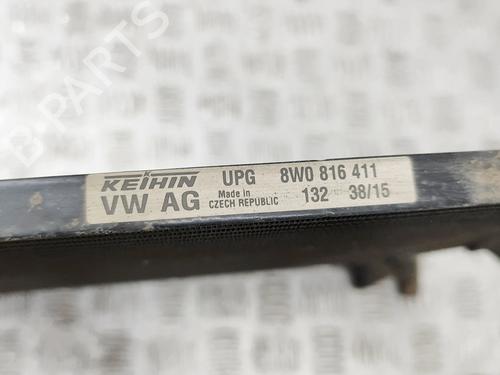 B-PARTS
KEIHIN UPG 8W0 816 411
VW AG Made in CZECH REPUBLIC 132 38/15